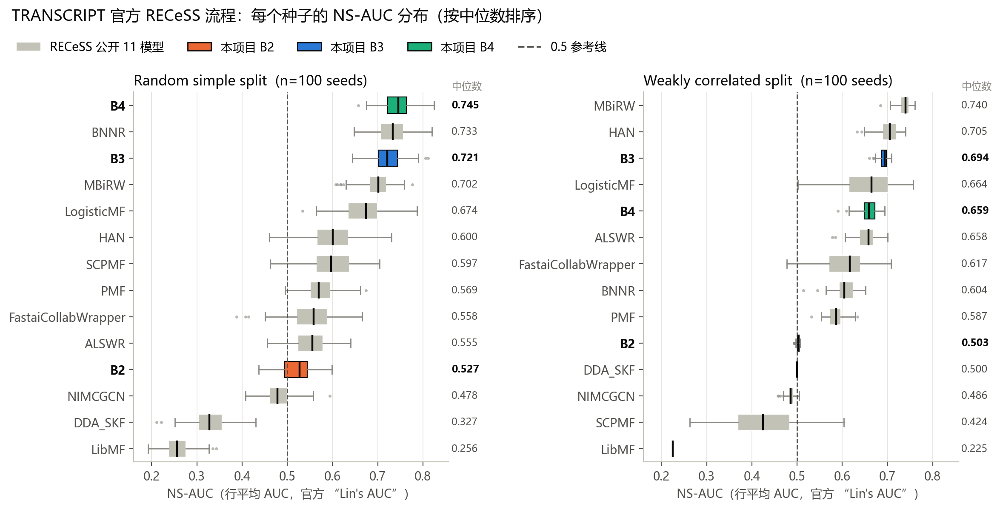 TRANSCRIPT 官方 RECeSS 流程：每个种子的 NS-AUC 分布（按中位数排序）
RECeSS 公开 11 模型
本项目 B2
本项目 B3
本项目 B4
0.5 参考线
Random simple split (n=100 seeds)
中位数
B4 0.745
BNNR 0.733
B3 0.721
MBiRW 0.702
LogisticMF 0.674
HAN 0.600
SCPMF 0.597
PMF 0.569
FastaiCollabWrapper 0.558
ALSWR 0.555
B2 0.527
NIMCGCN 0.478
DDA_SKF 0.327
LibMF 0.256
0.2 0.3 0.4 0.5 0.6 0.7 0.8
NS-AUC（行平均 AUC，官方 “Lin's AUC”）
Weakly correlated split (n=100 seeds)
中位数
MBiRW 0.740
HAN 0.705
B3 0.694
LogisticMF 0.664
B4 0.659
ALSWR 0.658
FastaiCollabWrapper 0.617
BNNR 0.604
PMF 0.587
B2 0.503
DDA_SKF 0.500
NIMCGCN 0.486
SCPMF 0.424
LibMF 0.225
0.2 0.3 0.4 0.5 0.6 0.7 0.8
NS-AUC（行平均 AUC，官方 “Lin's AUC”）